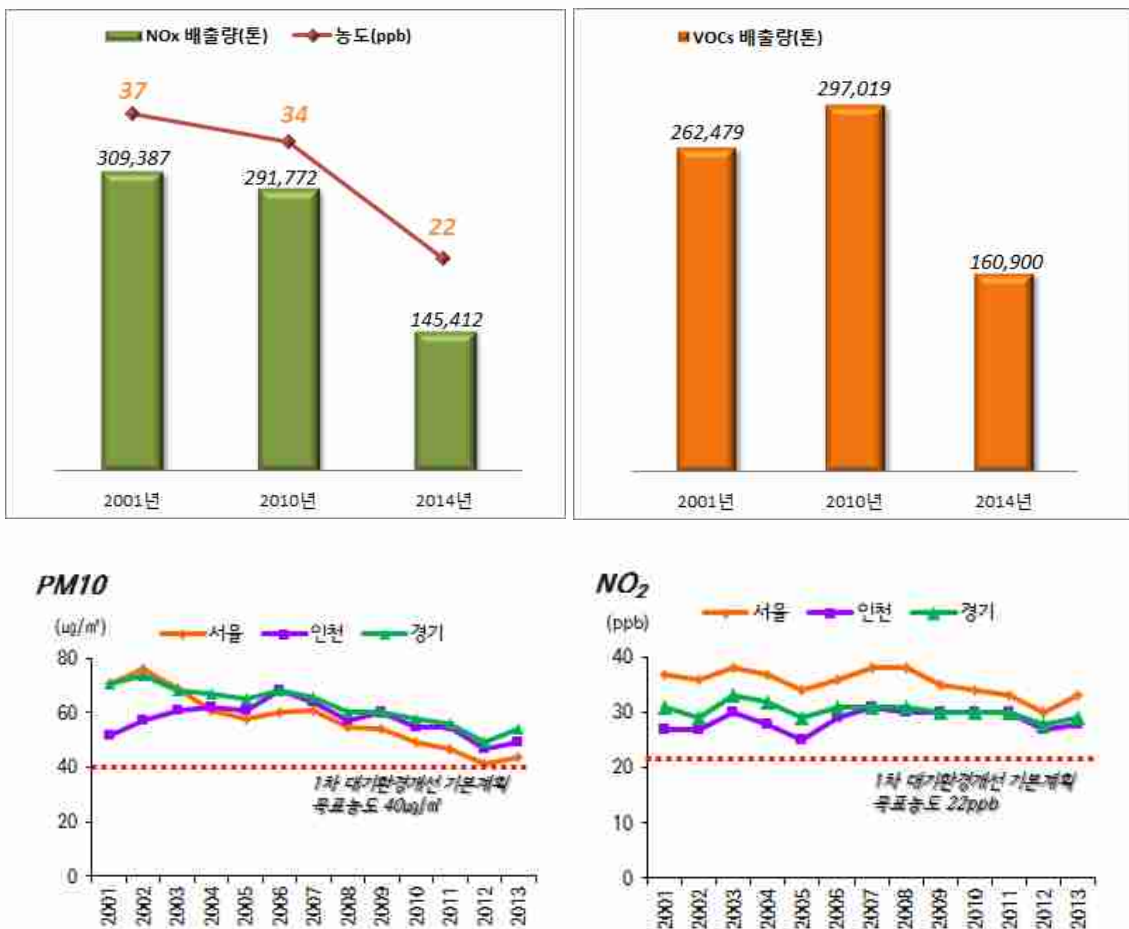 NOx 배출량(톤) 농도(ppb)
37
34
22
309,387
291,772
145,412
2001년 2010년 2014년
VOCs 배출량(톤)
262,479
297,019
160,900
2001년 2010년 2014년
PM10
(㎍/㎥)
서울 인천 경기
80
60
40
20
0
1차 대기환경개선 기본계획
목표농도 40㎍/㎥
2001 2002 2003 2004 2005 2006 2007 2008 2009 2010 2011 2012 2013
NO2
(ppb)
서울 인천 경기
40
30
20
10
0
1차 대기환경개선 기본계획
목표농도 22ppb
2001 2002 2003 2004 2005 2006 2007 2008 2009 2010 2011 2012 2013